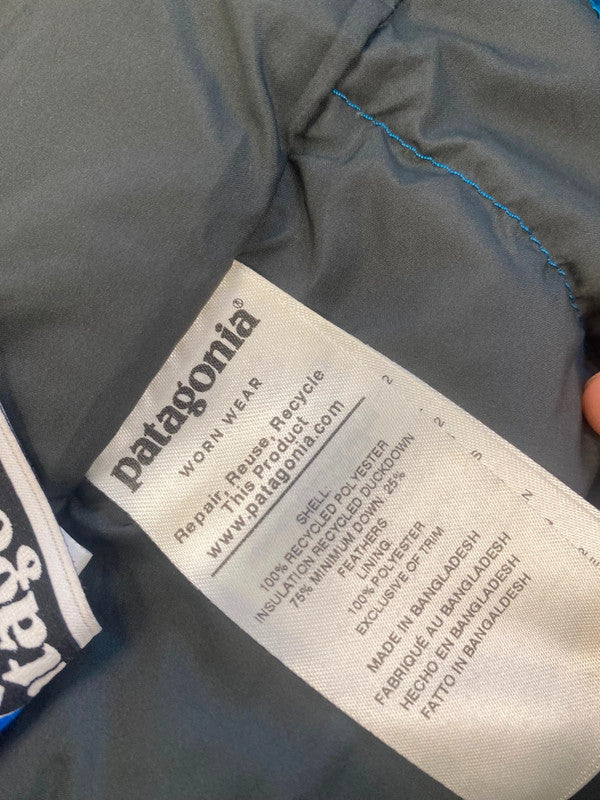 patagonia®
WORN WEAR
Repair, Reuse, Recycle
This Product
www.patagonia.com
SHELL:
100% RECYCLED POLYESTER
INSULATION RECYCLED DUCKDOWN
75% MINIMUM DOWN, 25%
FEATHERS
LINING:
100% POLYESTER
EXCLUSIVE OF TRIM
MADE IN BANGLADESH
FABRIQUÉ AU BANGLADESH
HECHO EN BANGLADESH
FATTO IN BANGALDESH